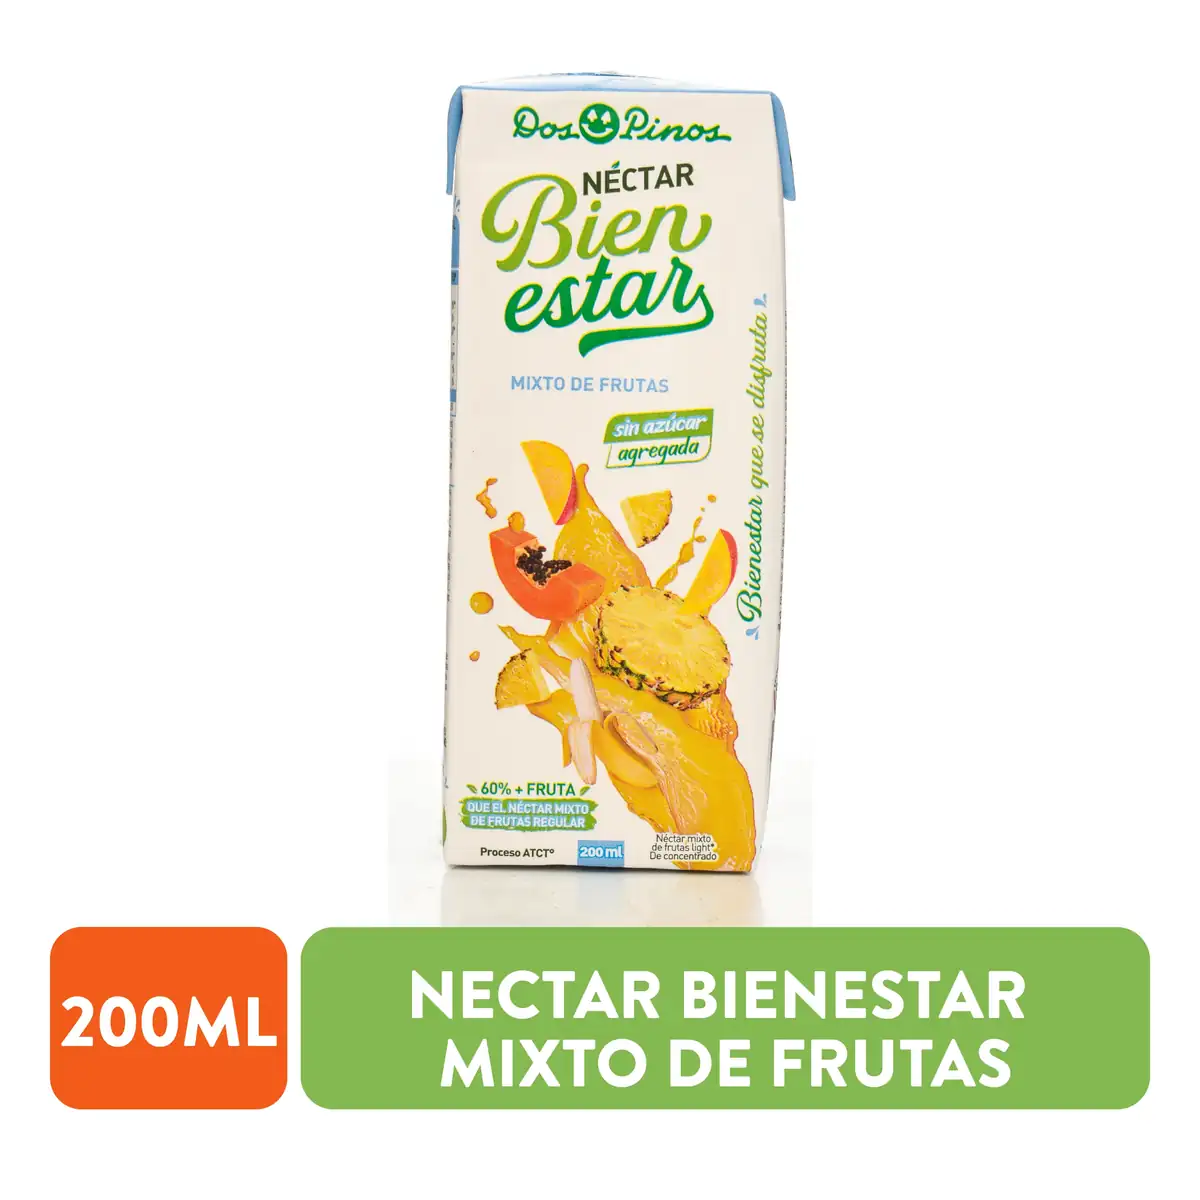 Dos Pinos
NÉCTAR
Bien
estar
MIXTO DE FRUTAS
sin azúcar
agregada
Bienestar que se disfruta
60% + FRUTA
QUE EL NÉCTAR MIXTO
DE FRUTAS REGULAR
Proceso ATCT°
200 ml
Néctar mixto
de frutas light*
De concentrado
200ML
NECTAR BIENESTAR
MIXTO DE FRUTAS